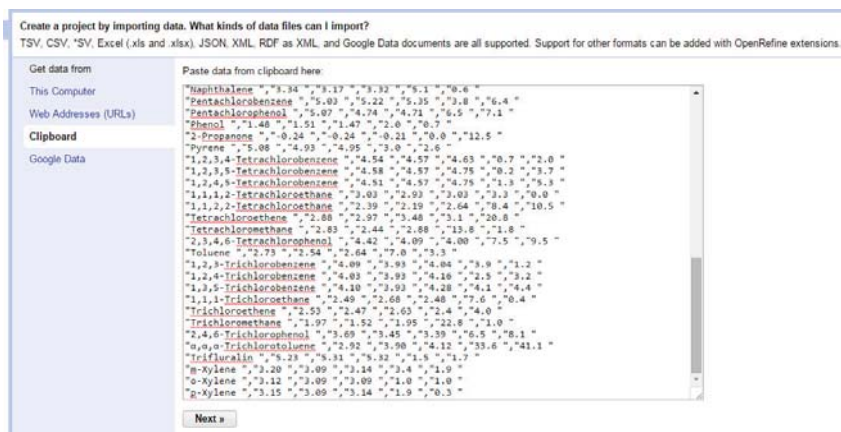 Create a project by importing data. What kinds of data files can I import?
TSV, CSV, *SV, Excel (.xls and .xlsx), JSON, XML, RDF as XML, and Google Data documents are all supported. Support for other formats can be added with OpenRefine extensions.
Get data from
This Computer
Web Addresses (URLs)
Clipboard
Google Data
Paste data from clipboard here:
"Naphthalene ","3.34 ","3.17 ","3.32 ","5.1 ","0.6 "
"Pentachlorobenzene ","5.03 ","5.22 ","5.35 ","3.8 ","6.4 "
"Pentachlorophenol ","5.07 ","4.74 ","4.71 ","6.5 ","7.1 "
"Phenol ","1.48 ","1.51 ","1.47 ","2.0 ","0.7 "
"2-Propanone ","-0.24 ","-0.24 ","-0.21 ","0.0 ","12.5 "
"Pyrene ","5.08 ","4.93 ","4.95 ","3.0 ","2.6 "
"1,2,3,4-Tetrachlorobenzene ","4.54 ","4.57 ","4.63 ","0.7 ","2.0 "
"1,2,3,5-Tetrachlorobenzene ","4.58 ","4.57 ","4.75 ","0.2 ","3.7 "
"1,2,4,5-Tetrachlorobenzene ","4.51 ","4.57 ","4.75 ","1.3 ","5.3 "
"1,1,1,2-Tetrachloroethane ","3.03 ","2.93 ","3.03 ","3.3 ","0.0 "
"1,1,2,2-Tetrachloroethane ","2.39 ","2.19 ","2.64 ","8.4 ","10.5 "
"Tetrachloroethene ","2.88 ","2.97 ","3.48 ","3.1 ","20.8 "
"Tetrachloromethane ","2.83 ","2.44 ","2.88 ","13.8 ","1.8 "
"2,3,4,6-Tetrachlorophenol ","4.42 ","4.09 ","4.00 ","7.5 ","9.5 "
"Toluene ","2.73 ","2.54 ","2.64 ","7.0 ","3.3 "
"1,2,3-Trichlorobenzene ","4.09 ","3.93 ","4.04 ","3.9 ","1.2 "
"1,2,4-Trichlorobenzene ","4.03 ","3.93 ","4.16 ","2.5 ","3.2 "
"1,3,5-Trichlorobenzene ","4.10 ","3.93 ","4.28 ","4.1 ","4.4 "
"1,1,1-Trichloroethane ","2.49 ","2.68 ","2.48 ","7.6 ","0.4 "
"Trichloroethene ","2.53 ","2.47 ","2.63 ","2.4 ","4.0 "
"Trichloromethane ","1.97 ","1.52 ","1.95 ","22.8 ","1.0 "
"2,4,6-Trichlorophenol ","3.69 ","3.45 ","3.39 ","6.5 ","8.1 "
"α,α,α-Trichlorotoluene ","2.92 ","3.90 ","4.12 ","33.6 ","41.1 "
"Trifluralin ","5.23 ","5.31 ","5.32 ","1.5 ","1.7 "
"m-Xylene ","3.20 ","3.09 ","3.14 ","3.4 ","1.9 "
"o-Xylene ","3.12 ","3.09 ","3.09 ","1.0 ","1.0 "
"p-Xylene ","3.15 ","3.09 ","3.14 ","1.9 ","0.3 "
Next »